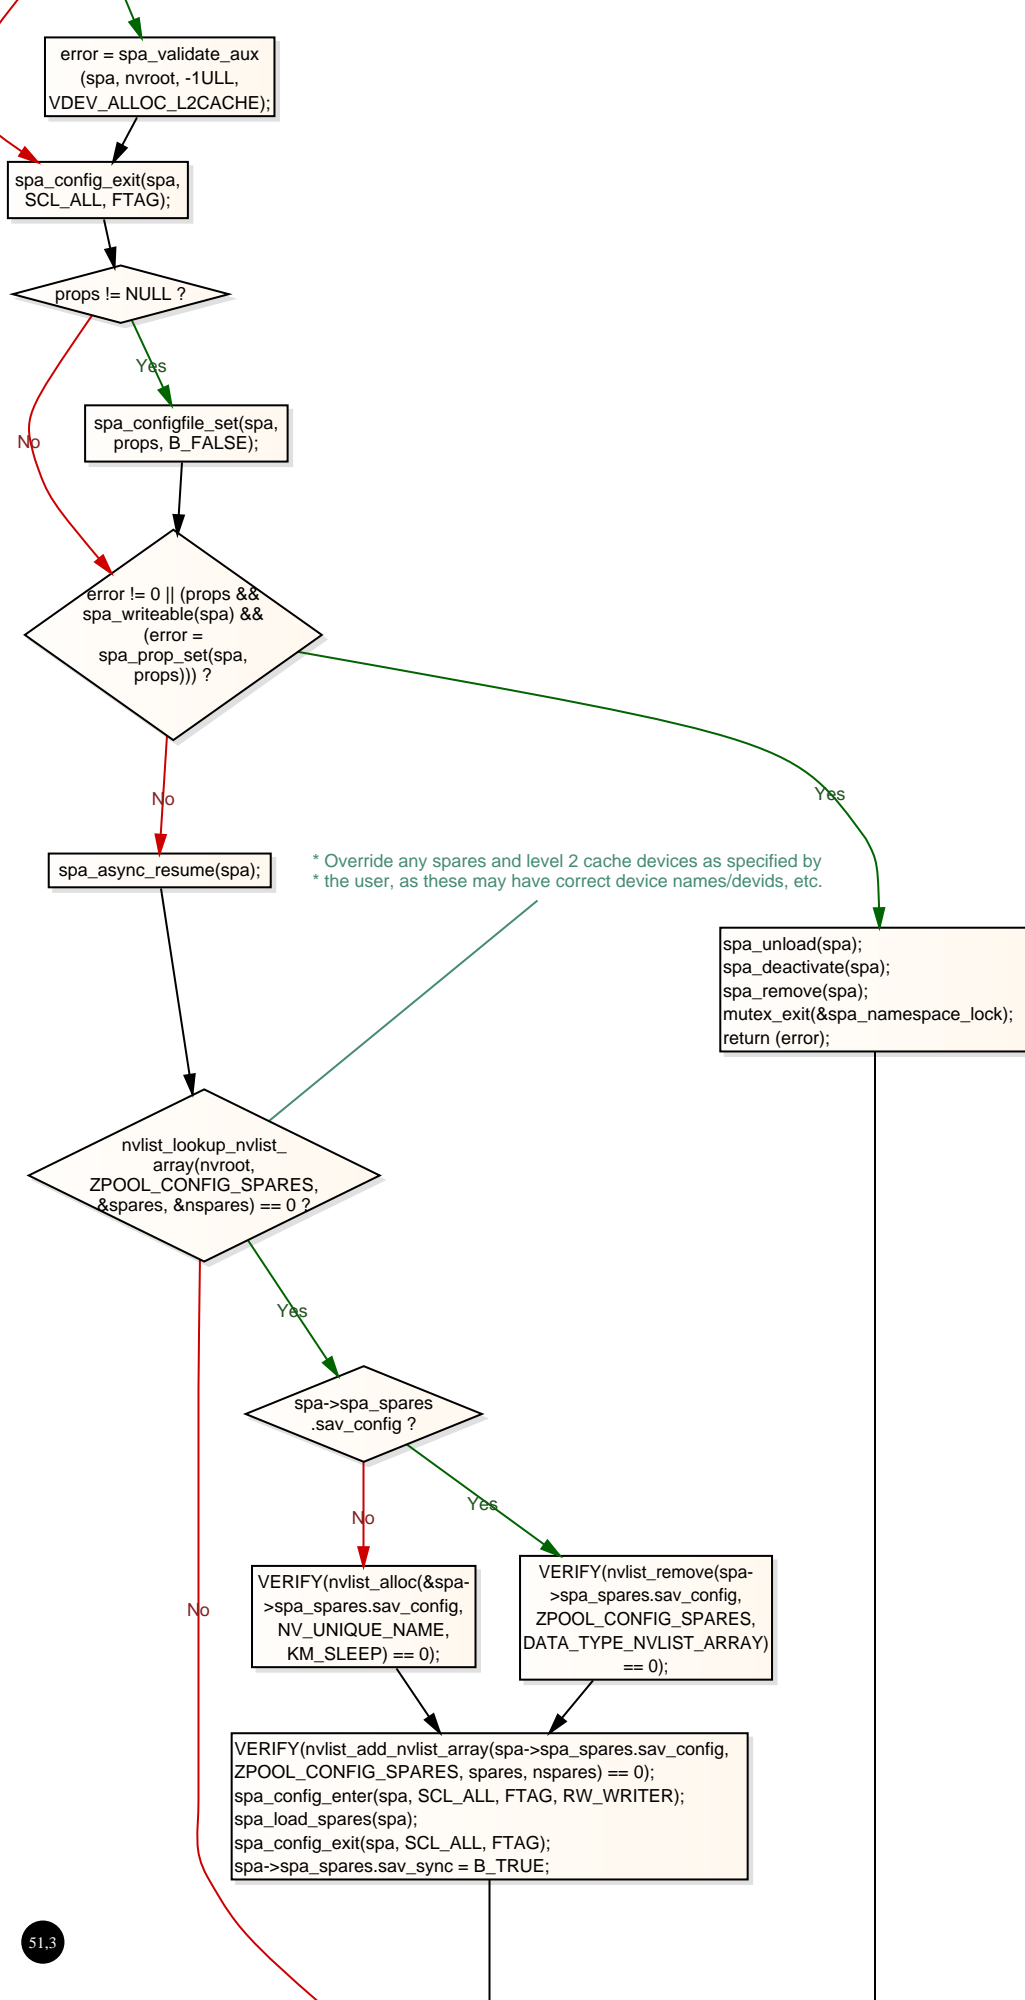 error = spa_validate_aux
(spa, nvroot, -1ULL,
VDEV_ALLOC_L2CACHE);
spa_config_exit(spa,
SCL_ALL, FTAG);
props != NULL ?
Yes
No
spa_configfile_set(spa,
props, B_FALSE);
error != 0 || (props &&
spa_writeable(spa) &&
(error =
spa_prop_set(spa,
props))) ?
No
Yes
spa_async_resume(spa);
* Override any spares and level 2 cache devices as specified by
* the user, as these may have correct device names/devids, etc.
spa_unload(spa);
spa_deactivate(spa);
spa_remove(spa);
mutex_exit(&spa_namespace_lock);
return (error);
nvlist_lookup_nvlist_
array(nvroot,
ZPOOL_CONFIG_SPARES,
&spares, &nspares) == 0 ?
Yes
spa->spa_spares
.sav_config ?
No
Yes
VERIFY(nvlist_alloc(&spa-
>spa_spares.sav_config,
NV_UNIQUE_NAME,
KM_SLEEP) == 0);
VERIFY(nvlist_remove(spa-
>spa_spares.sav_config,
ZPOOL_CONFIG_SPARES,
DATA_TYPE_NVLIST_ARRAY)
== 0);
No
VERIFY(nvlist_add_nvlist_array(spa->spa_spares.sav_config,
ZPOOL_CONFIG_SPARES, spares, nspares) == 0);
spa_config_enter(spa, SCL_ALL, FTAG, RW_WRITER);
spa_load_spares(spa);
spa_config_exit(spa, SCL_ALL, FTAG);
spa->spa_spares.sav_sync = B_TRUE;
51,3